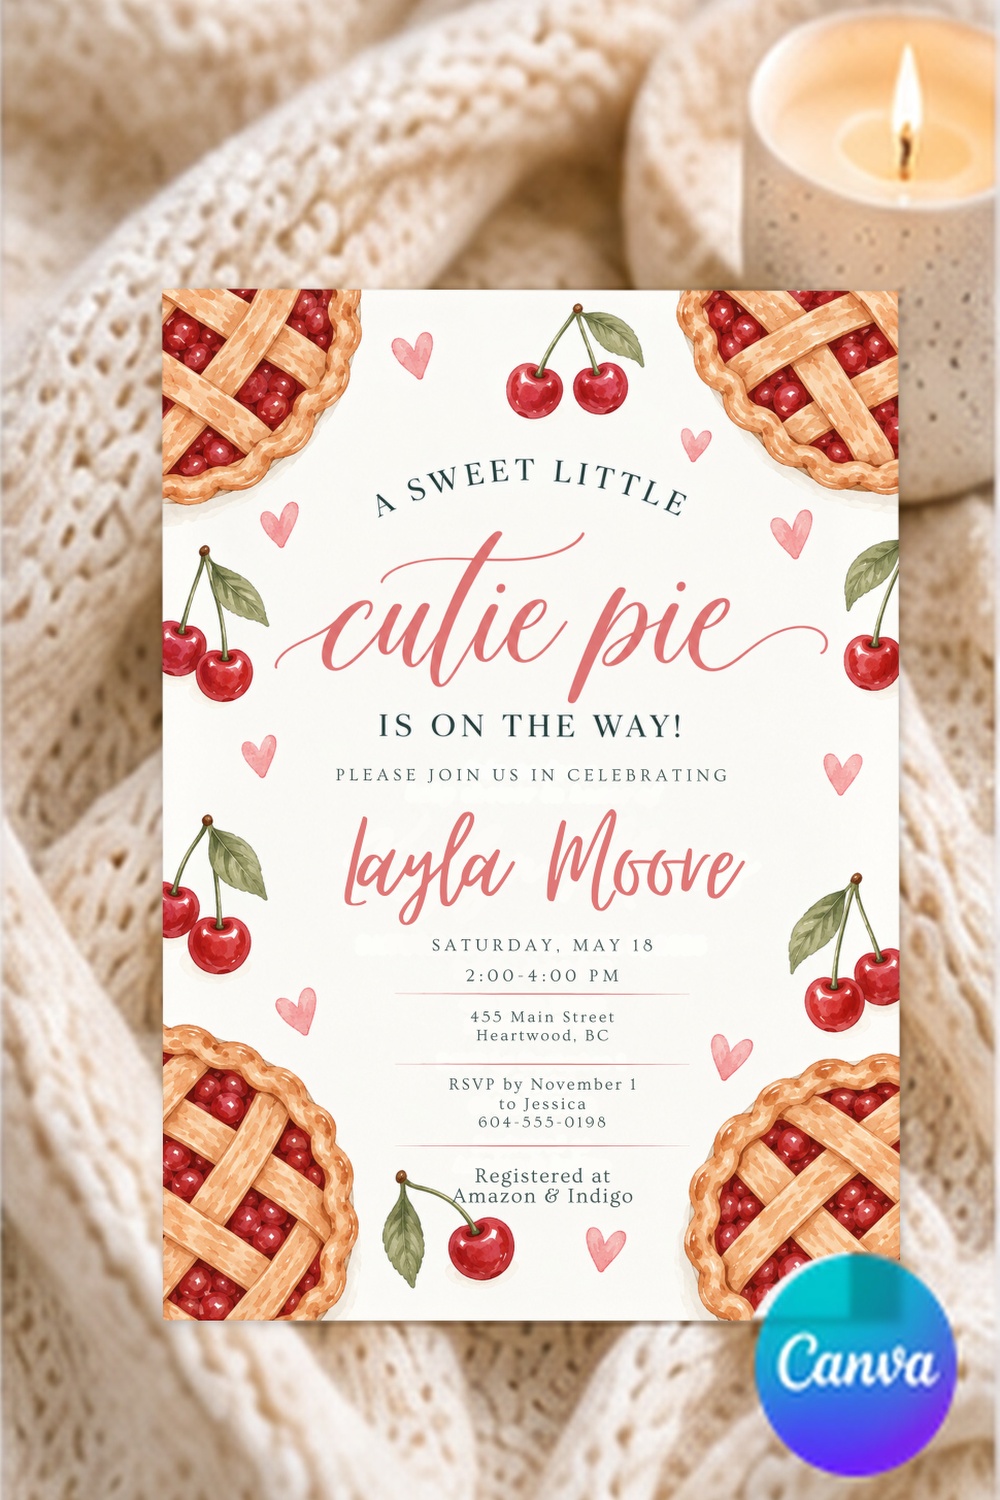 A SWEET LITTLE
cutie pie
IS ON THE WAY!
PLEASE JOIN US IN CELEBRATING
Layla Moore
SATURDAY, MAY 18
2:00-4:00 PM
455 Main Street
Heartwood, BC
RSVP by November 1
to Jessica
604-555-0198
Registered at
Amazon & Indigo
Canva